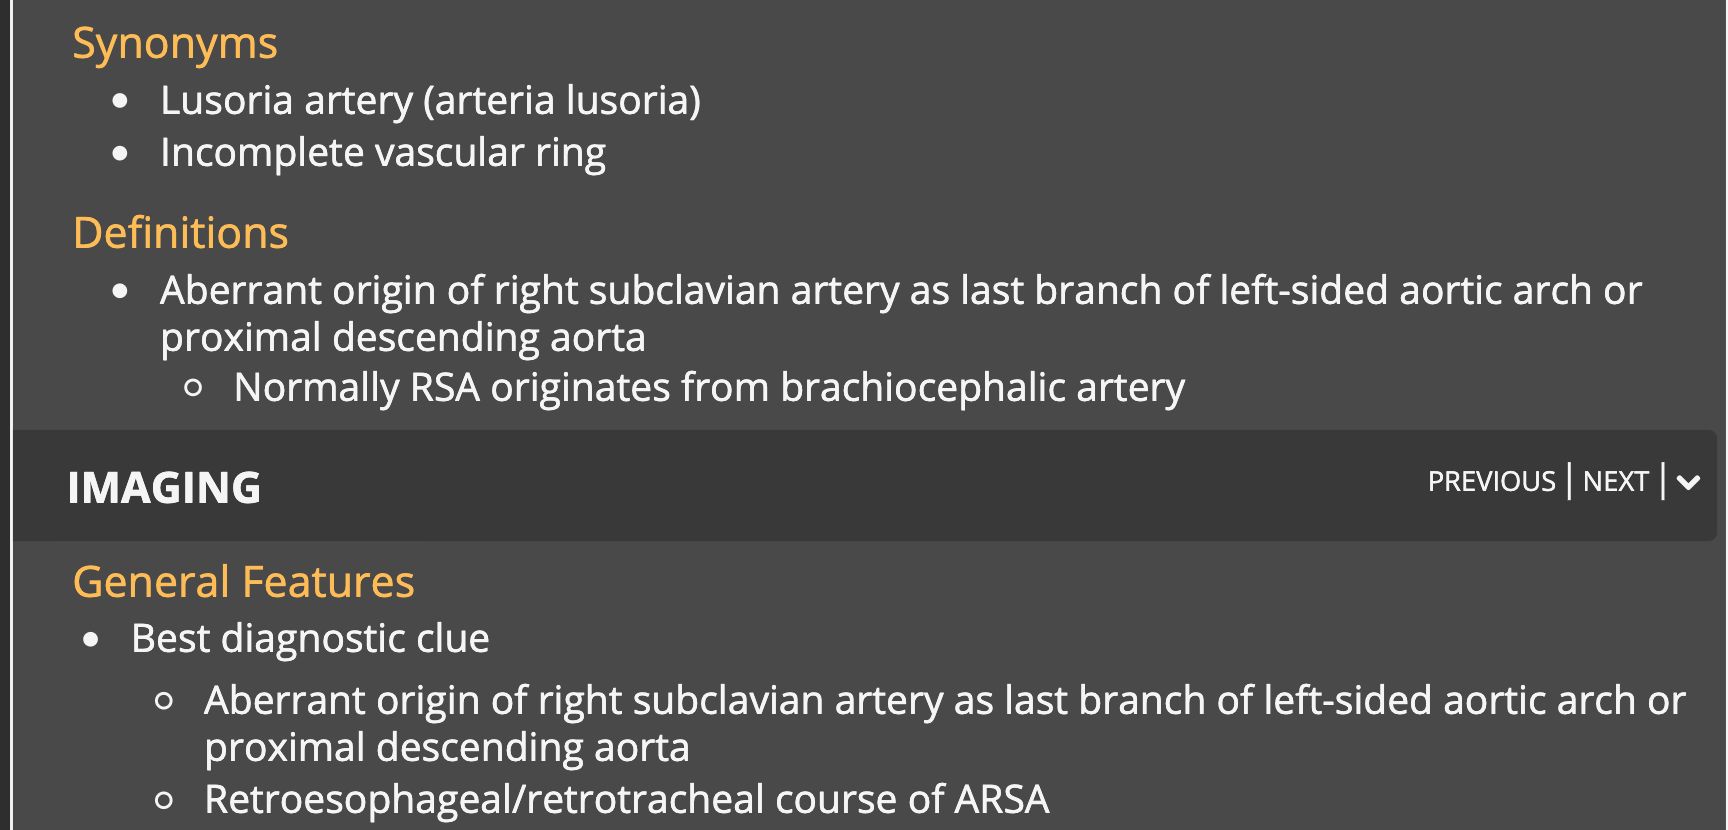 Synonyms
Lusoria artery (arteria lusoria)
Incomplete vascular ring
Definitions
Aberrant origin of right subclavian artery as last branch of left-sided aortic arch or
proximal descending aorta
Normally RSA originates from brachiocephalic artery
IMAGING
PREVIOUS | NEXT |
General Features
Best diagnostic clue
Aberrant origin of right subclavian artery as last branch of left-sided aortic arch or
proximal descending aorta
Retroesophageal/retrotracheal course of ARSA